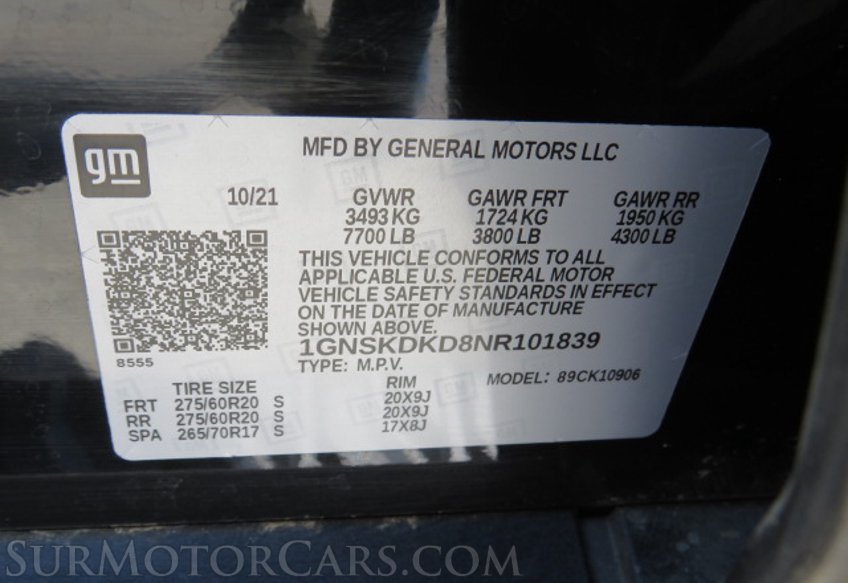 gm
MFD BY GENERAL MOTORS LLC
10/21 GVWR GAWR FRT GAWR RR
3493 KG 1724 KG 1950 KG
7700 LB 3800 LB 4300 LB
THIS VEHICLE CONFORMS TO ALL
APPLICABLE U.S. FEDERAL MOTOR
VEHICLE SAFETY STANDARDS IN EFFECT
ON THE DATE OF MANUFACTURE
SHOWN ABOVE.
1GNSKDKD8NR101839
8555
TYPE: M.P.V. MODEL: 89CK10906
TIRE SIZE RIM
FRT 275/60R20 S 20X9J
RR 275/60R20 S 20X9J
SPA 265/70R17 S 17X8J
SURMOTORCARS.COM